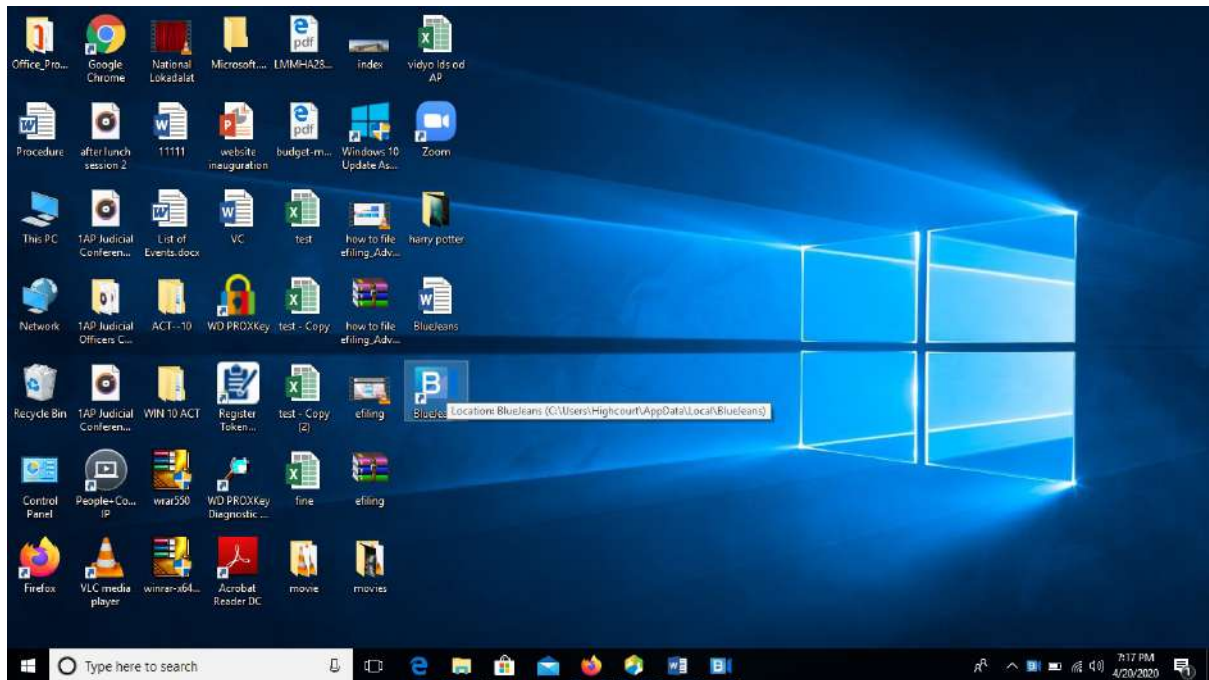 Office_Pro...
Google
Chrome
National
Lokadalat
Microsoft....
pdf
LMMHA28...
index
vidyo Ids od
AP
Procedure
after lunch
session 2
11111
website
inauguration
pdf
budget-m...
Windows 10
Update As...
Zoom
This PC
1AP Judicial
Conferen...
List of
Events.docx
VC
test
how to file
efiling_Adv...
harry potter
Network
1AP Judicial
Officers C...
ACT--10
WD PROXKey
test - Copy
how to file
efiling_Adv...
BlueJeans
Recycle Bin
1AP Judicial
Conferen...
WIN 10 ACT
Register
Token...
test - Copy
(2)
efiling
B
BlueJea
Location: BlueJeans (C:\Users\Highcourt\AppData\Local\BlueJeans)
Control
Panel
People+Co...
IP
wrar550
WD PROXKey
Diagnostic ...
fine
efiling
Firefox
VLC media
player
winrar-x64...
Acrobat
Reader DC
movie
movies
Type here to search
7:17 PM
4/20/2020